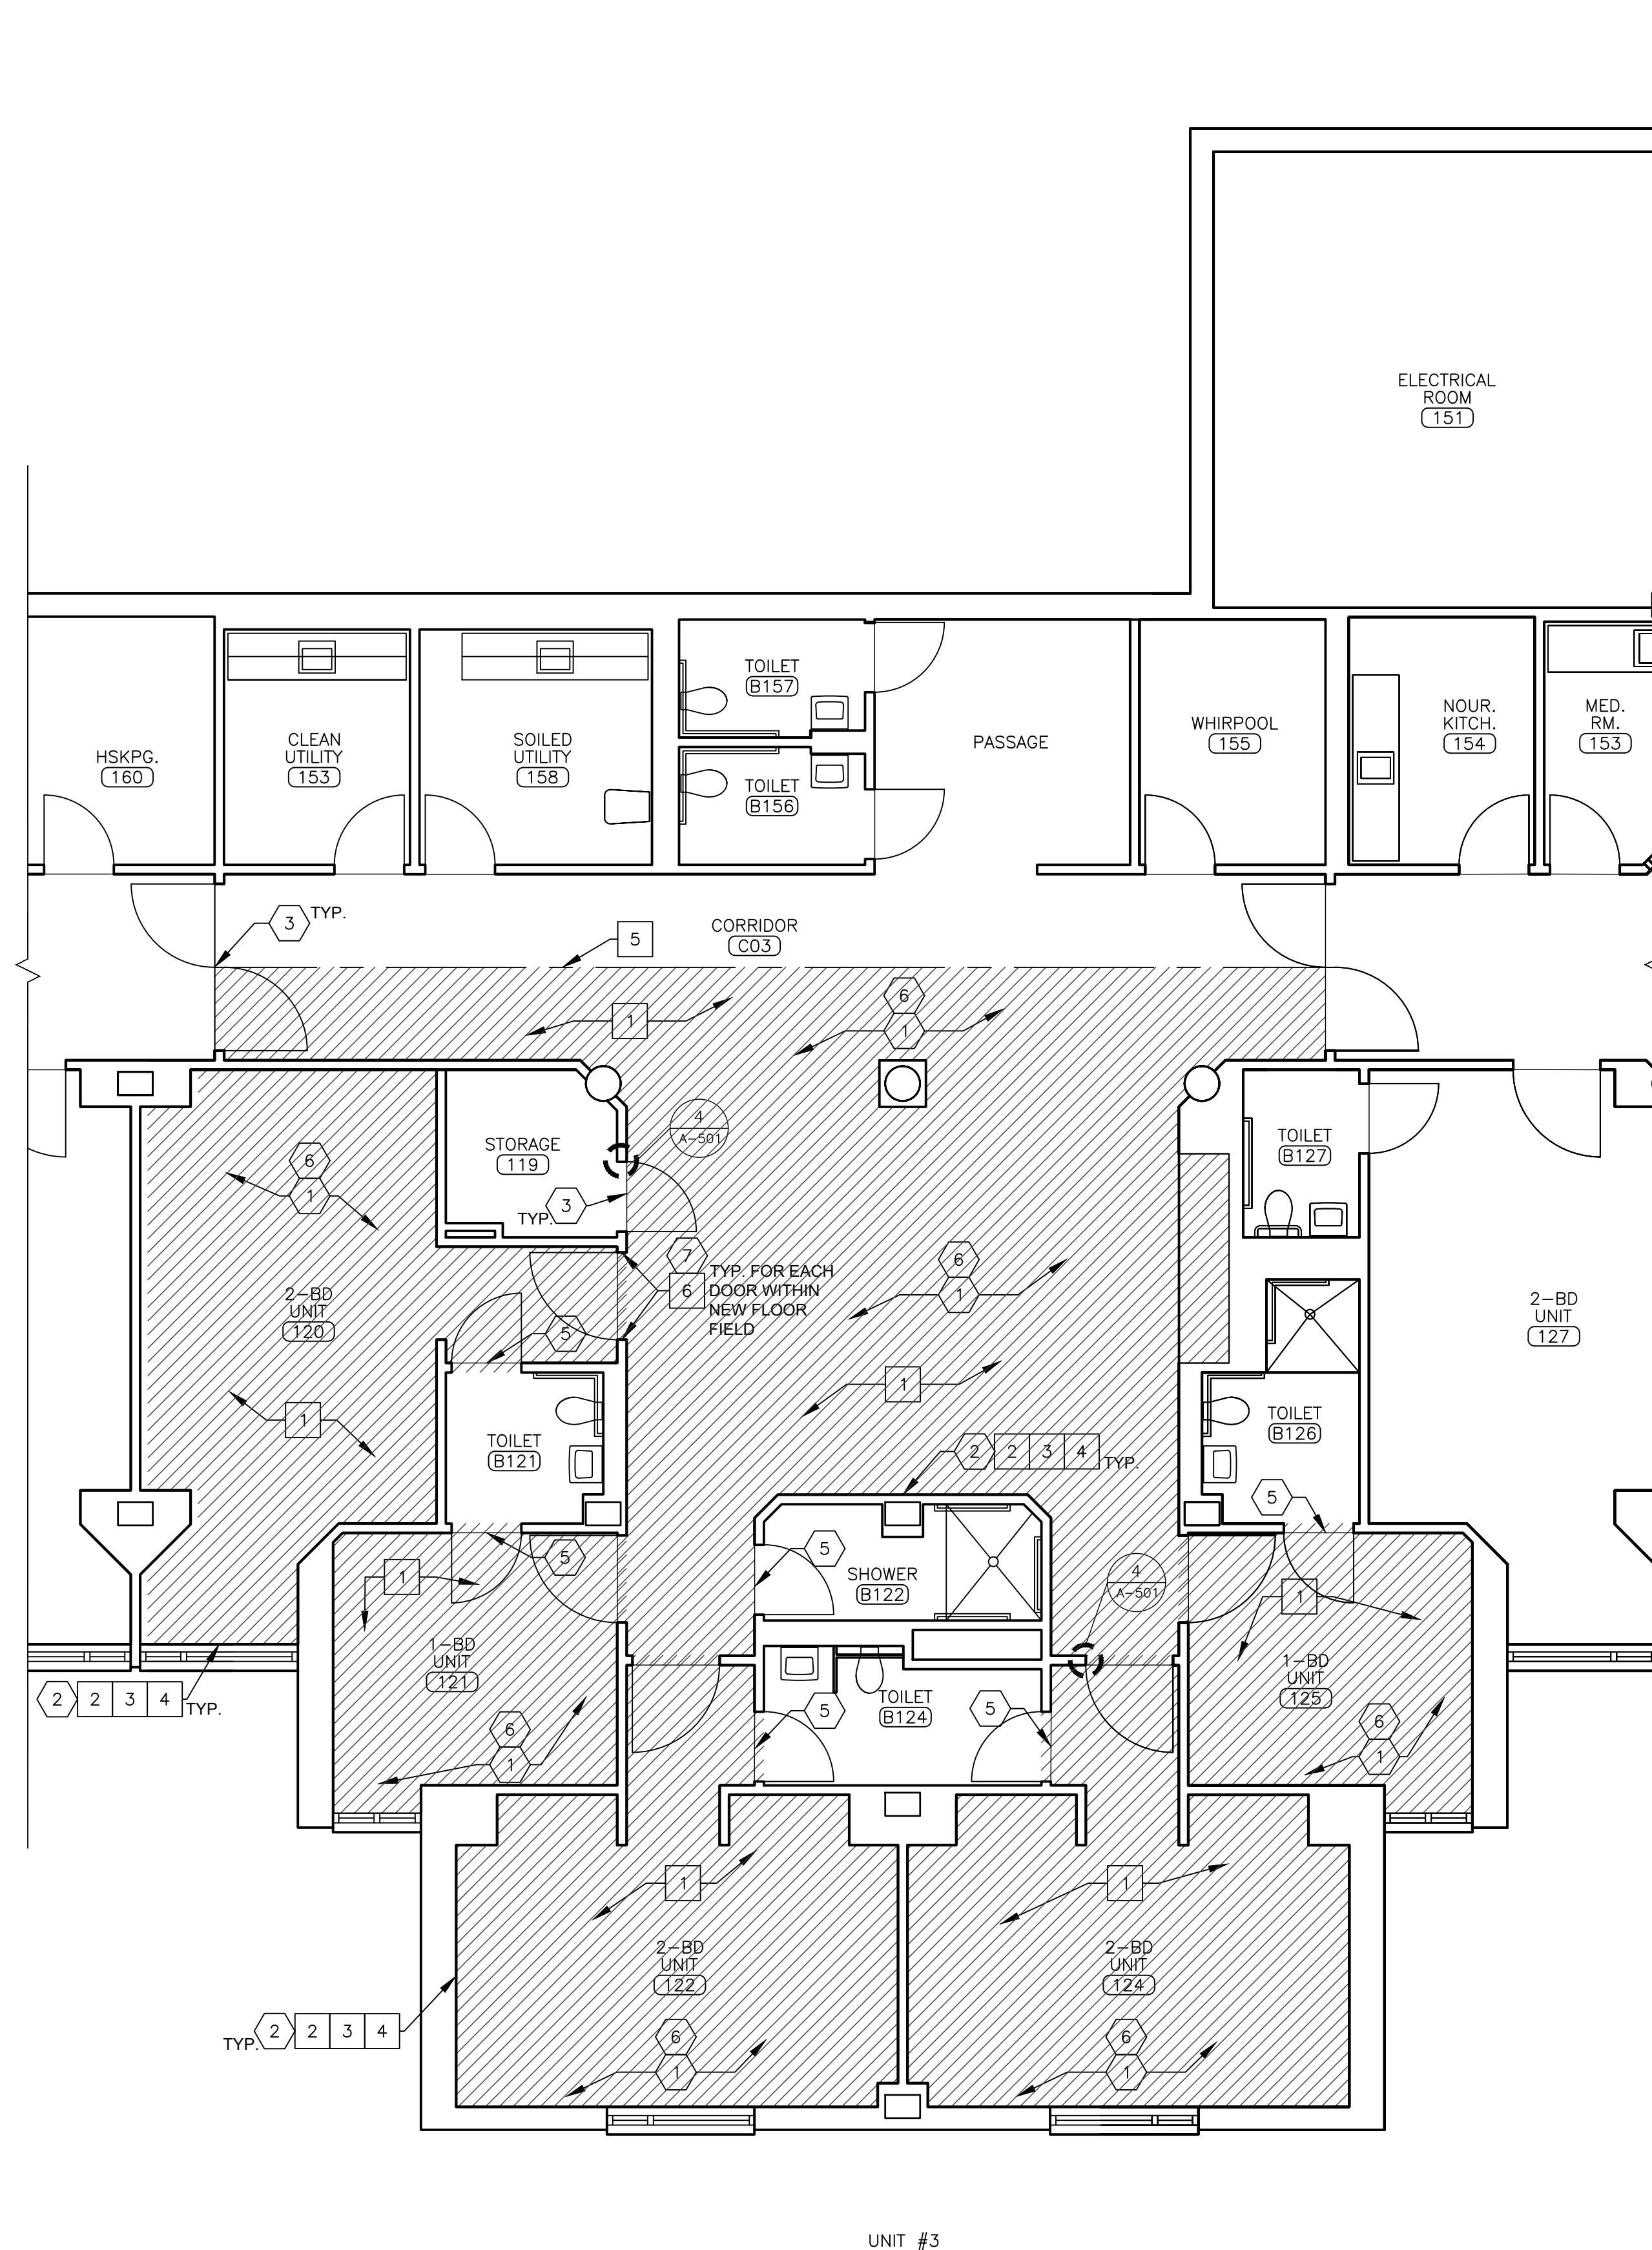 ELECTRICAL
ROOM
151
TOILET
B157
HSKPG.
160
CLEAN
UTILITY
153
SOILED
UTILITY
158
TOILET
B156
PASSAGE
WHIRPOOL
155
NOUR.
KITCH.
154
MED.
RM.
153
3 TYP.
5
CORRIDOR
C03
1
6
1
4
A-501
STORAGE
119
TOILET
B127
6
1
3
TYP.
7
6
TYP. FOR EACH
DOOR WITHIN
NEW FLOOR
FIELD
6
1
2-BD
UNIT
120
5
2-BD
UNIT
127
1
1
TOILET
B121
TOILET
B126
2 2 3 4 TYP.
5
5
5
1
SHOWER
B122
4
A-501
1
1-BD
UNIT
121
1-BD
UNIT
125
2 2 3 4 TYP.
5
TOILET
B124
5
6
1
6
1
1
1
2-BD
UNIT
122
2-BD
UNIT
124
TYP. 2 2 3 4
6
1
6
1
UNIT #3